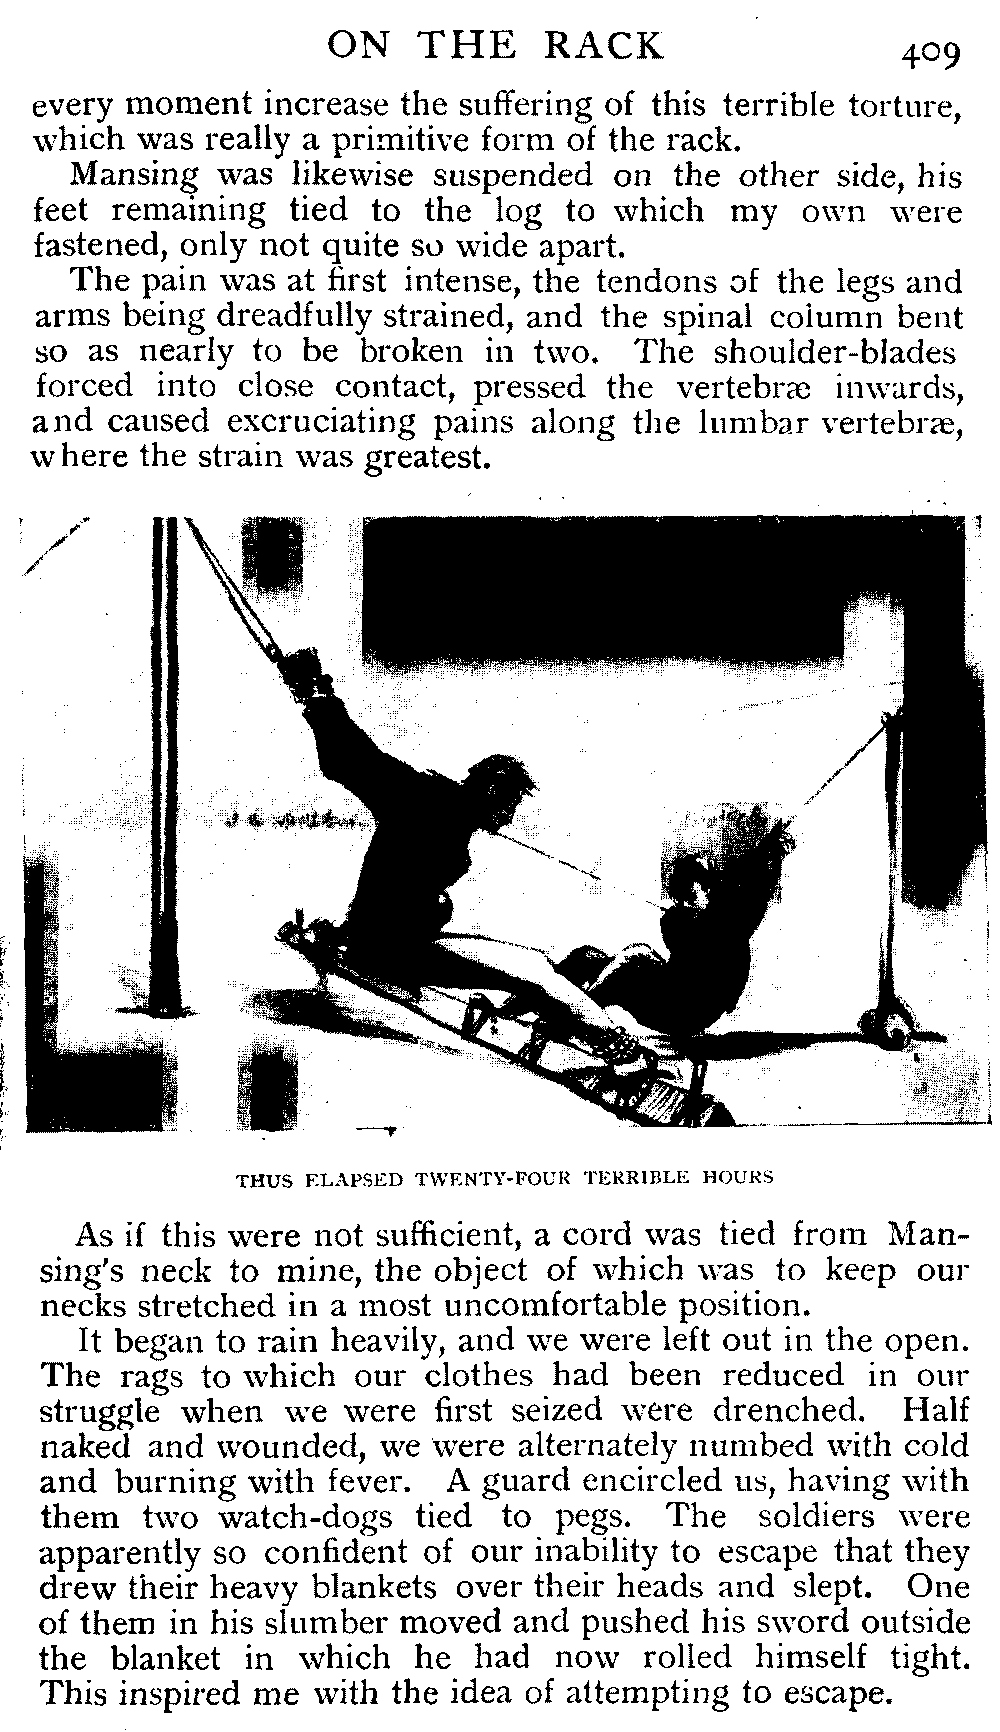 ON THE RACK 409
every moment increase the suffering of this terrible torture,
which was really a primitive form of the rack.
Mansing was likewise suspended on the other side, his
feet remaining tied to the log to which my own were
fastened, only not quite so wide apart.
The pain was at first intense, the tendons of the legs and
arms being dreadfully strained, and the spinal column bent
so as nearly to be broken in two. The shoulder-blades
forced into close contact, pressed the vertebræ inwards,
and caused excruciating pains along the lumbar vertebræ,
where the strain was greatest.
THUS ELAPSED TWENTY-FOUR TERRIBLE HOURS
As if this were not sufficient, a cord was tied from Man-
sing's neck to mine, the object of which was to keep our
necks stretched in a most uncomfortable position.
It began to rain heavily, and we were left out in the open.
The rags to which our clothes had been reduced in our
struggle when we were first seized were drenched. Half
naked and wounded, we were alternately numbed with cold
and burning with fever. A guard encircled us, having with
them two watch-dogs tied to pegs. The soldiers were
apparently so confident of our inability to escape that they
drew their heavy blankets over their heads and slept. One
of them in his slumber moved and pushed his sword outside
the blanket in which he had now rolled himself tight.
This inspired me with the idea of attempting to escape.